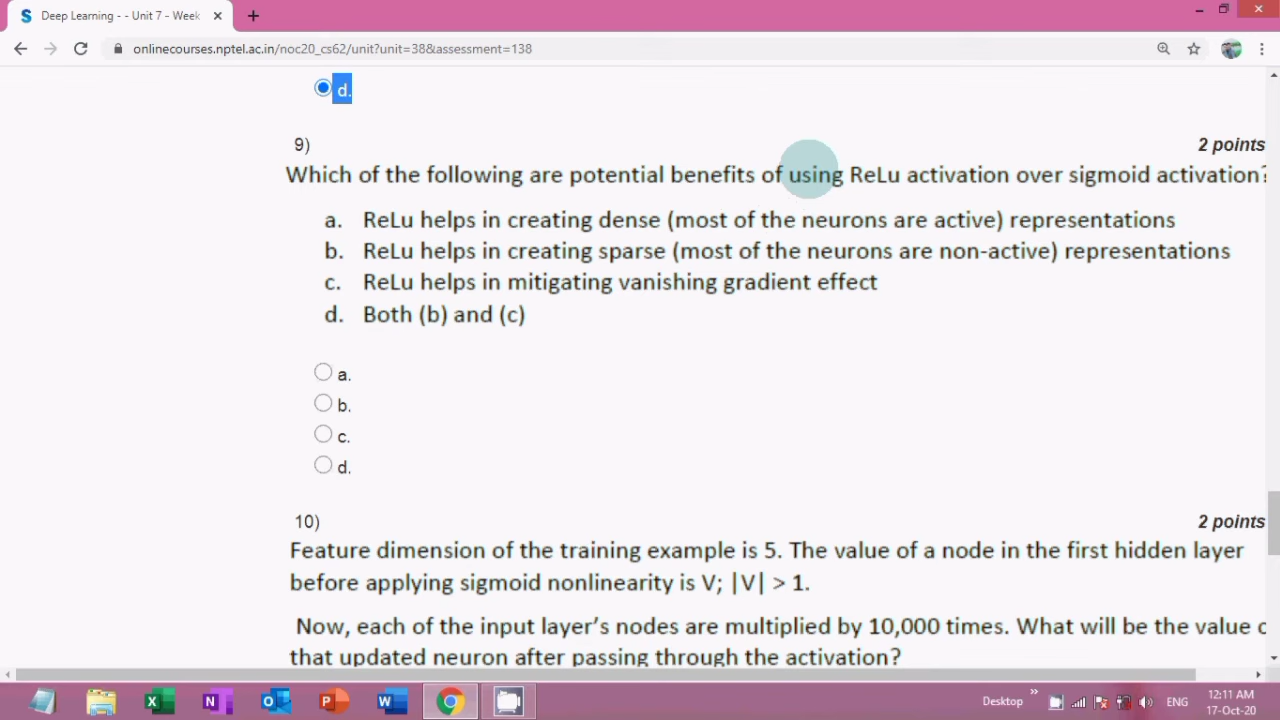 Deep Learning - - Unit 7 - Week
onlinecourses.nptel.ac.in/noc20_cs62/unit?unit=38&assessment=138
d.
9)
2 points
Which of the following are potential benefits of using ReLu activation over sigmoid activation?
a. ReLu helps in creating dense (most of the neurons are active) representations
b. ReLu helps in creating sparse (most of the neurons are non-active) representations
c. ReLu helps in mitigating vanishing gradient effect
d. Both (b) and (c)
a.
b.
c.
d.
10)
2 points
Feature dimension of the training example is 5. The value of a node in the first hidden layer
before applying sigmoid nonlinearity is V; |V| > 1.
Now, each of the input layer's nodes are multiplied by 10,000 times. What will be the value
that updated neuron after passing through the activation?
Desktop
ENG
12:11 AM
17-Oct-20